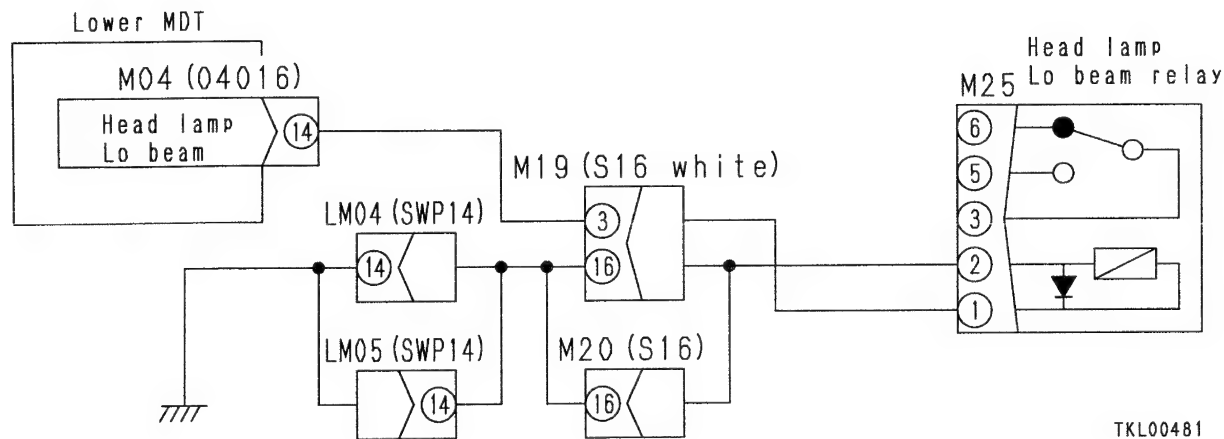 Lower MDT
M04 (04016)
Head lamp
Lo beam
14
LM04 (SWP14)
14
LM05 (SWP14)
14
M19 (S16 white)
3
16
M20 (S16)
16
Head lamp
Lo beam relay
M25
6
5
3
2
1
TKL00481